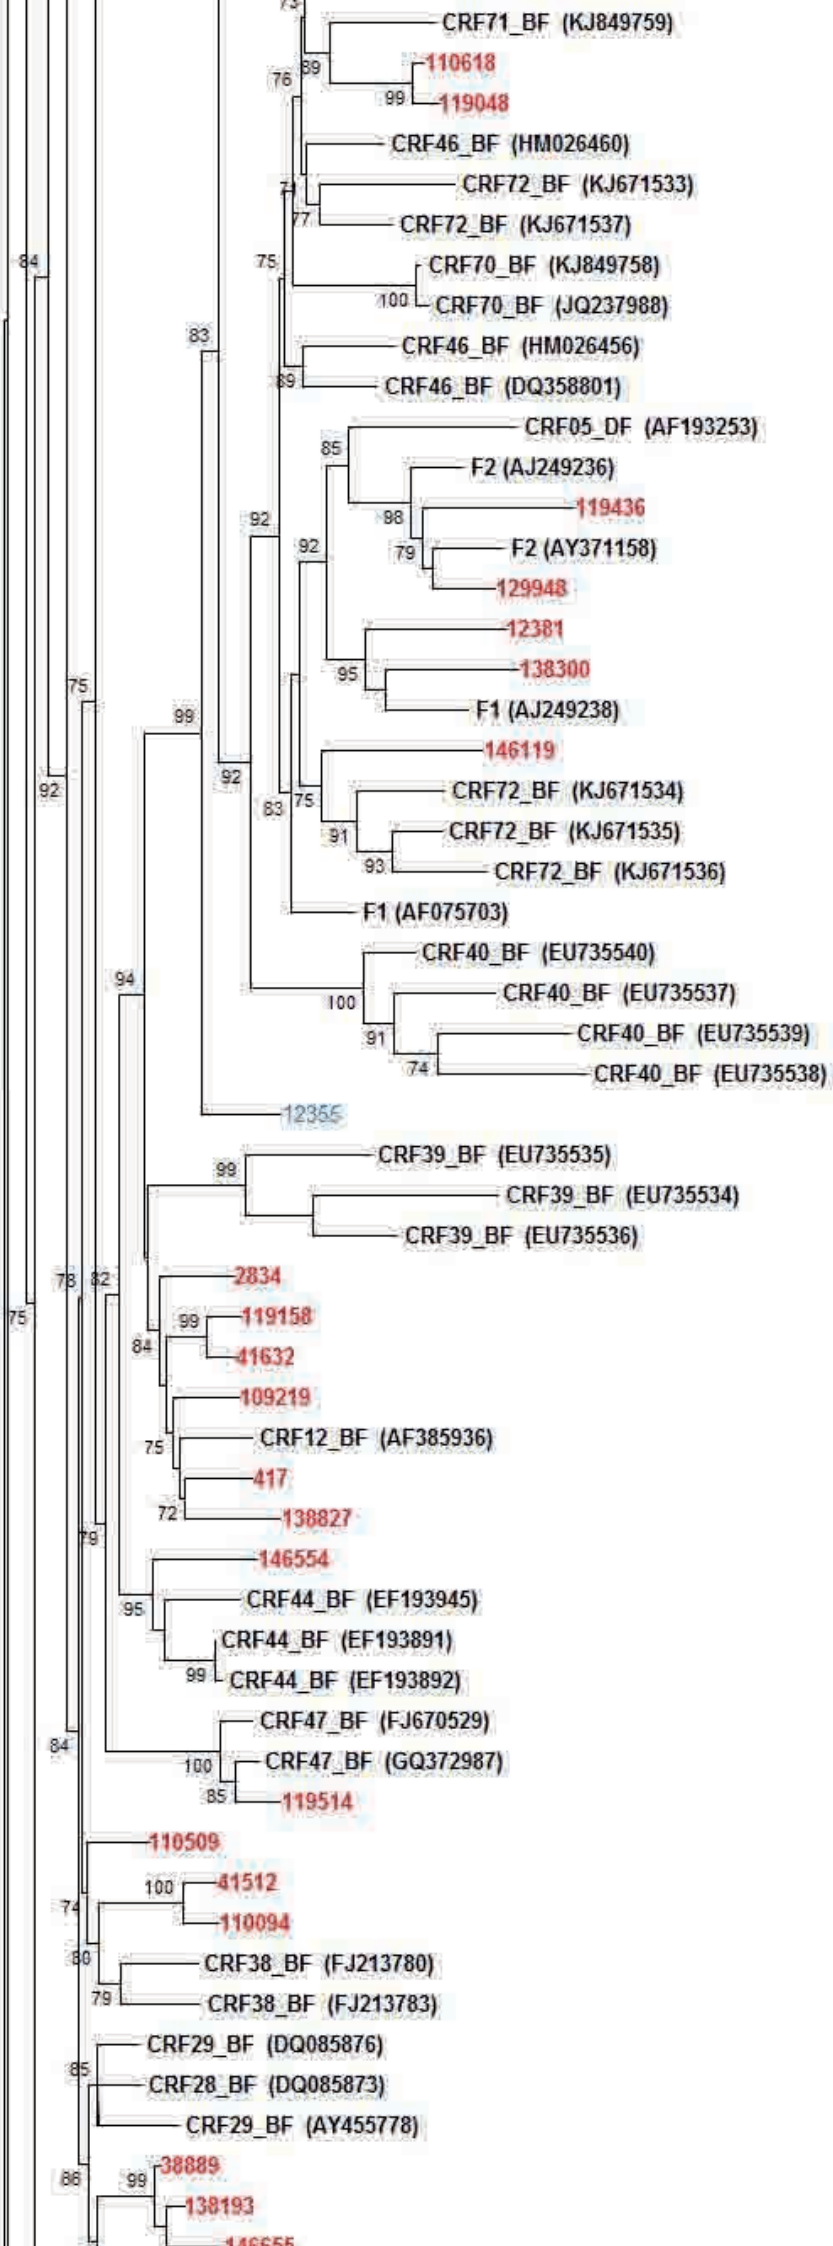 73
CRF71_BF (KJ849759)
89
110618
76
99
119048
CRF46_BF (HM026460)
CRF72_BF (KJ671533)
77
CRF72_BF (KJ671537)
84
75
CRF70_BF (KJ849758)
100
CRF70_BF (JQ237988)
83
CRF46_BF (HM026456)
89
CRF46_BF (DQ358801)
CRF05_DF (AF193253)
85
F2 (AJ249236)
98
119436
92
92
79
F2 (AY371158)
129948
12381
95
138300
75
F1 (AJ249238)
99
146119
92
92
83
75
CRF72_BF (KJ671534)
91
CRF72_BF (KJ671535)
93
CRF72_BF (KJ671536)
F1 (AF075703)
CRF40_BF (EU735540)
94
100
CRF40_BF (EU735537)
91
CRF40_BF (EU735539)
74
CRF40_BF (EU735538)
12355
CRF39_BF (EU735535)
99
CRF39_BF (EU735534)
CRF39_BF (EU735536)
78
82
2834
75
99
119158
84
41632
109219
75
CRF12_BF (AF385936)
417
72
138827
79
146554
95
CRF44_BF (EF193945)
CRF44_BF (EF193891)
99
CRF44_BF (EF193892)
CRF47_BF (FJ670529)
84
100
CRF47_BF (GQ372987)
85
119514
110509
100
41512
74
110094
CRF38_BF (FJ213780)
79
CRF38_BF (FJ213783)
CRF29_BF (DQ085876)
85
CRF28_BF (DQ085873)
CRF29_BF (AY455778)
38889
99
138193
146655